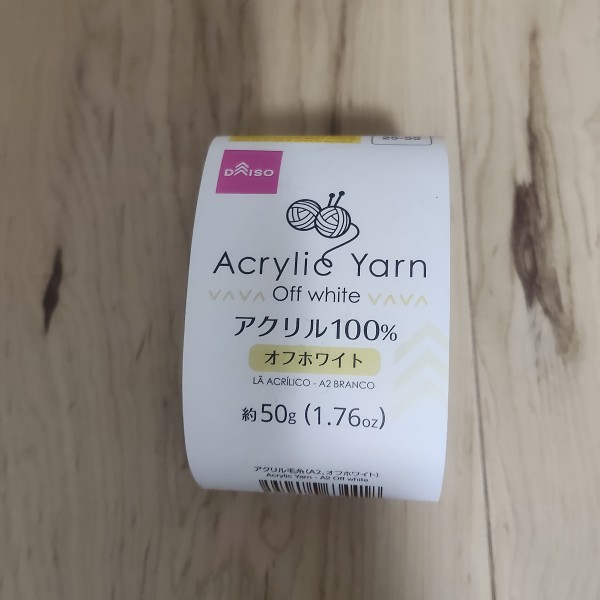 DAISO
Acrylic Yarn
Off white
アクリル100%
オフホワイト
LÃ ACRÍLICO - A2 BRANCO
約50g (1.76oz)
アクリル毛糸(A2、オフホワイト)
Acrylic Yarn - A2 Off white